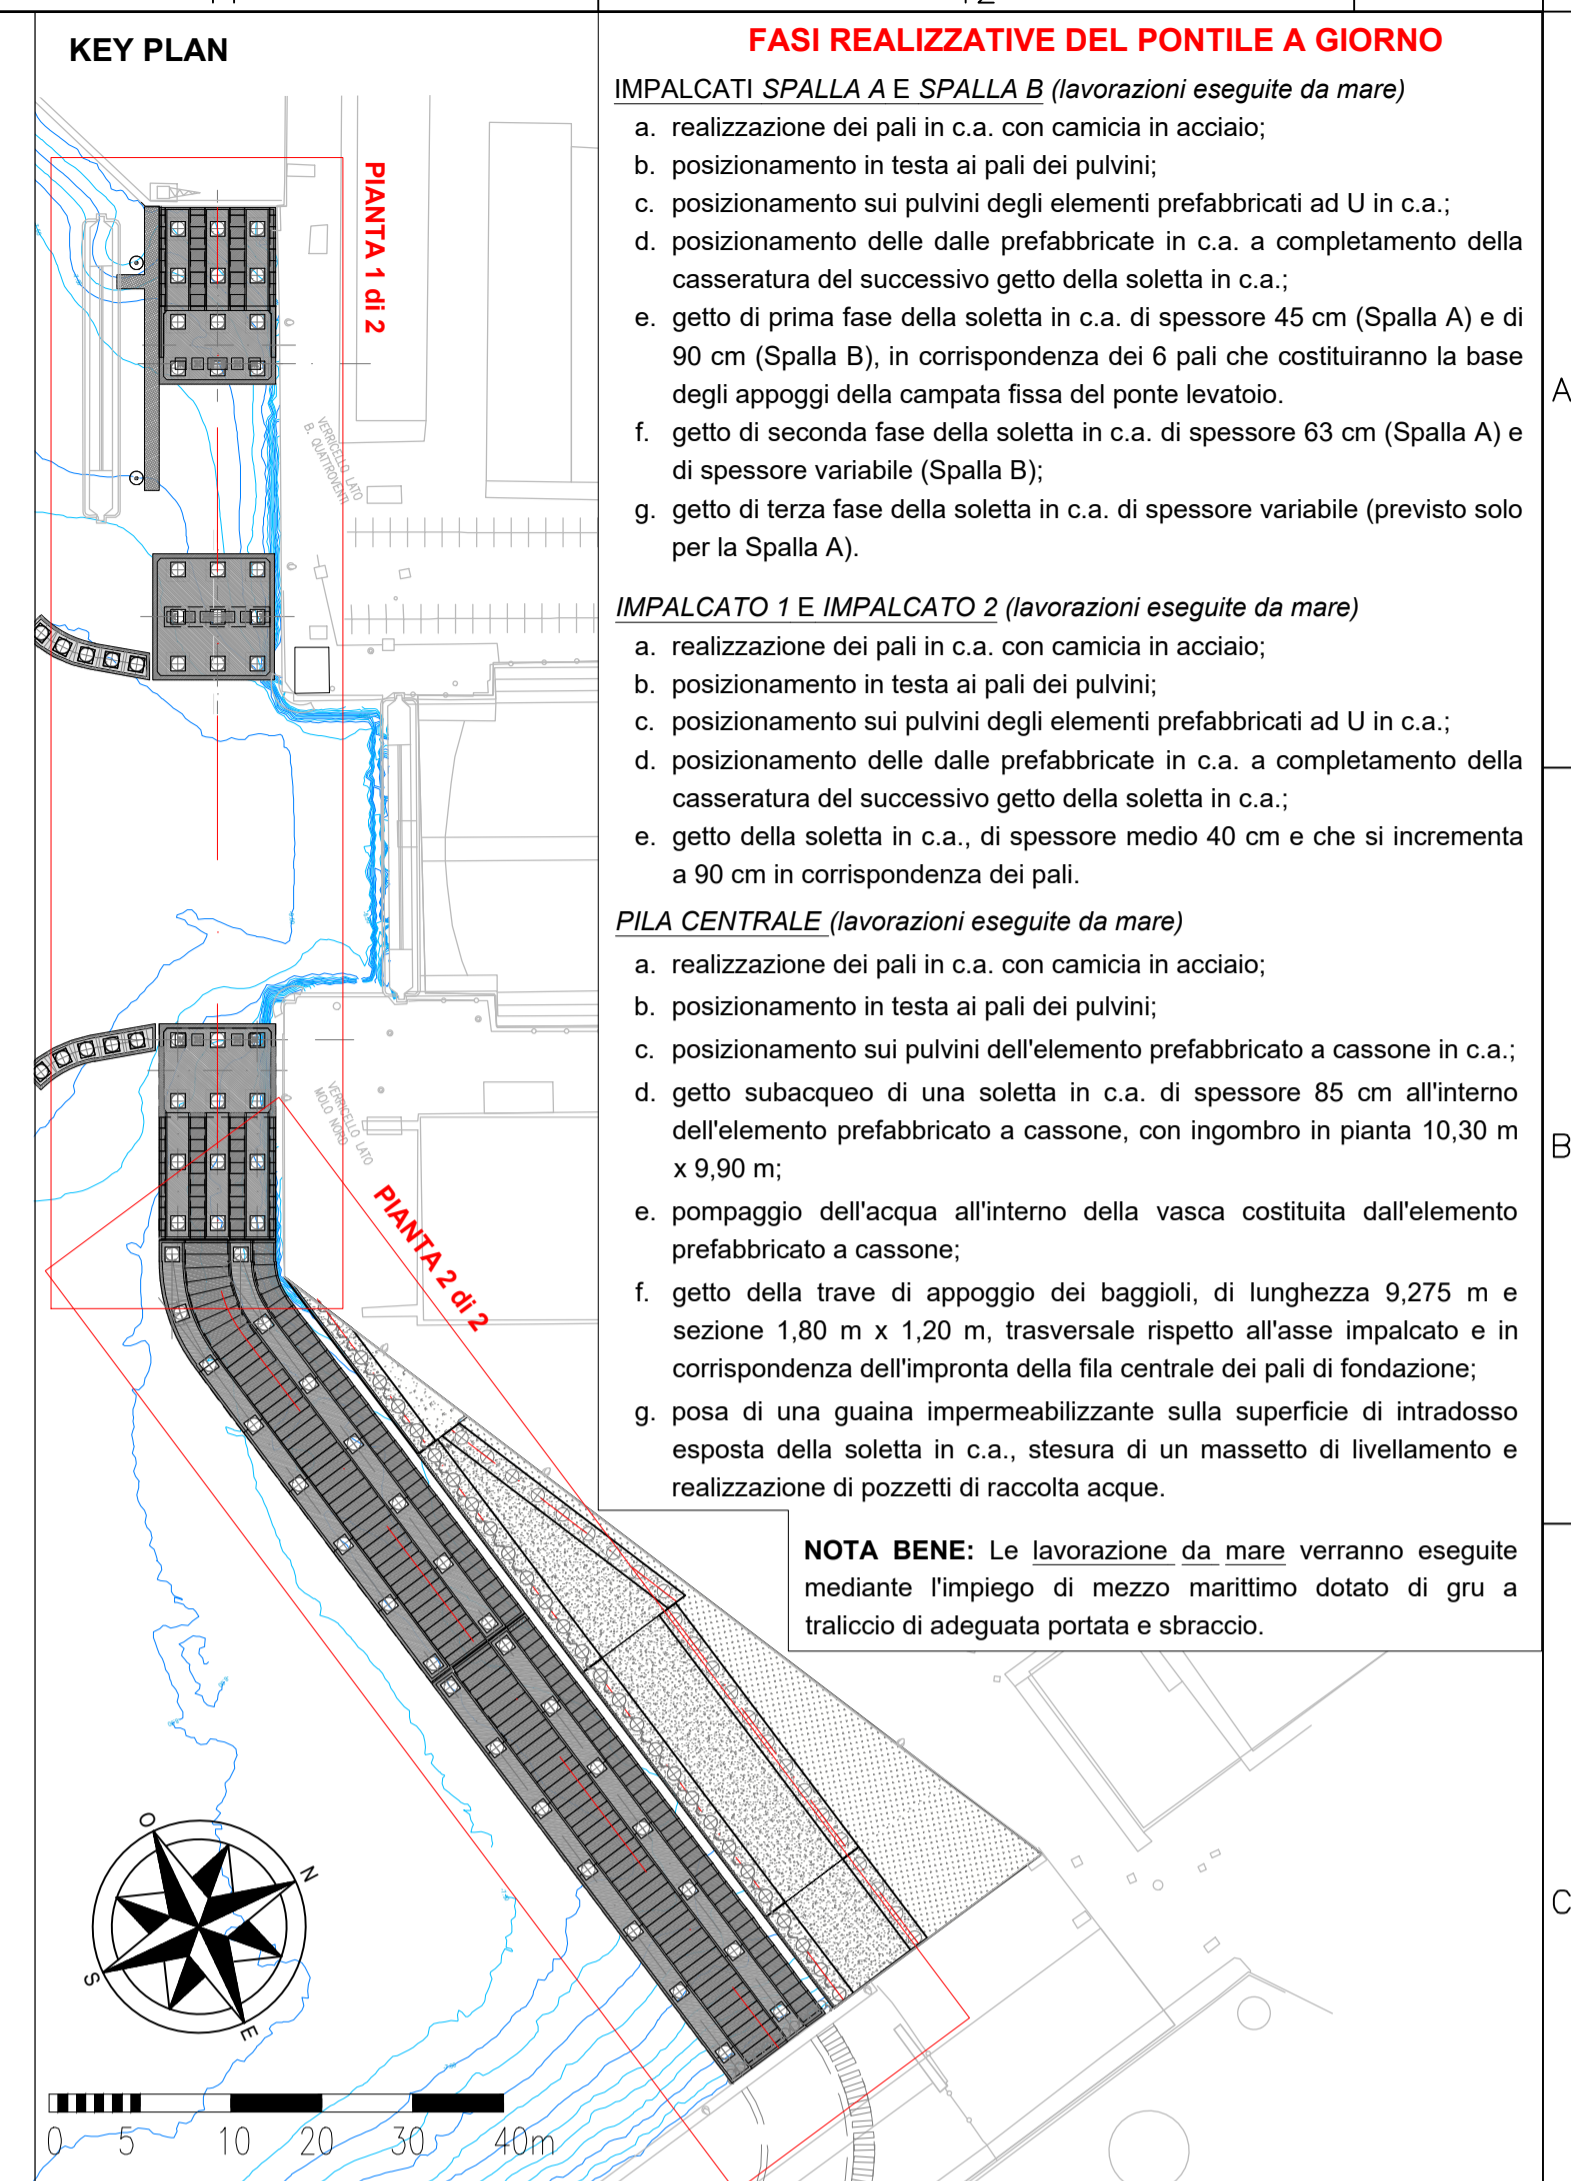 KEY PLAN
FASI REALIZZATIVE DEL PONTILE A GIORNO
IMPALCATI SPALLA A E SPALLA B (lavorazioni eseguite da mare)
a. realizzazione dei pali in c.a. con camicia in acciaio;
b. posizionamento in testa ai pali dei pulvini;
c. posizionamento sui pulvini degli elementi prefabbricati ad U in c.a.;
d. posizionamento delle dalle prefabbricate in c.a. a completamento della
casseratura del successivo getto della soletta in c.a.;
e. getto di prima fase della soletta in c.a. di spessore 45 cm (Spalla A) e di
90 cm (Spalla B), in corrispondenza dei 6 pali che costituiranno la base
degli appoggi della campata fissa del ponte levatoio.
f. getto di seconda fase della soletta in c.a. di spessore 63 cm (Spalla A) e
di spessore variabile (Spalla B);
g. getto di terza fase della soletta in c.a. di spessore variabile (previsto solo
per la Spalla A).
IMPALCATO 1 E IMPALCATO 2 (lavorazioni eseguite da mare)
a. realizzazione dei pali in c.a. con camicia in acciaio;
b. posizionamento in testa ai pali dei pulvini;
c. posizionamento sui pulvini degli elementi prefabbricati ad U in c.a.;
d. posizionamento delle dalle prefabbricate in c.a. a completamento della
casseratura del successivo getto della soletta in c.a.;
e. getto della soletta in c.a., di spessore medio 40 cm e che si incrementa
a 90 cm in corrispondenza dei pali.
PILA CENTRALE (lavorazioni eseguite da mare)
a. realizzazione dei pali in c.a. con camicia in acciaio;
b. posizionamento in testa ai pali dei pulvini;
c. posizionamento sui pulvini dell'elemento prefabbricato a cassone in c.a.;
d. getto subacqueo di una soletta in c.a. di spessore 85 cm all'interno
dell'elemento prefabbricato a cassone, con ingombro in pianta 10,30 m
x 9,90 m;
e. pompaggio dell'acqua all'interno della vasca costituita dall'elemento
prefabbricato a cassone;
f. getto della trave di appoggio dei baggioli, di lunghezza 9,275 m e
sezione 1,80 m x 1,20 m, trasversale rispetto all'asse impalcato e in
corrispondenza dell'impronta della fila centrale dei pali di fondazione;
g. posa di una guaina impermeabilizzante sulla superficie di intradosso
esposta della soletta in c.a., stesura di un massetto di livellamento e
realizzazione di pozzetti di raccolta acque.
NOTA BENE: Le lavorazione da mare verranno eseguite
mediante l'impiego di mezzo marittimo dotato di gru a
traliccio di adeguata portata e sbraccio.
PIANTA 1 di 2
VERRICELLO LATO
B. QUATTROVENTI
VERRICELLO LATO
MOLO NORD
PIANTA 2 di 2
A
B
C
O
N
S
E
0 5 10 20 30 40m